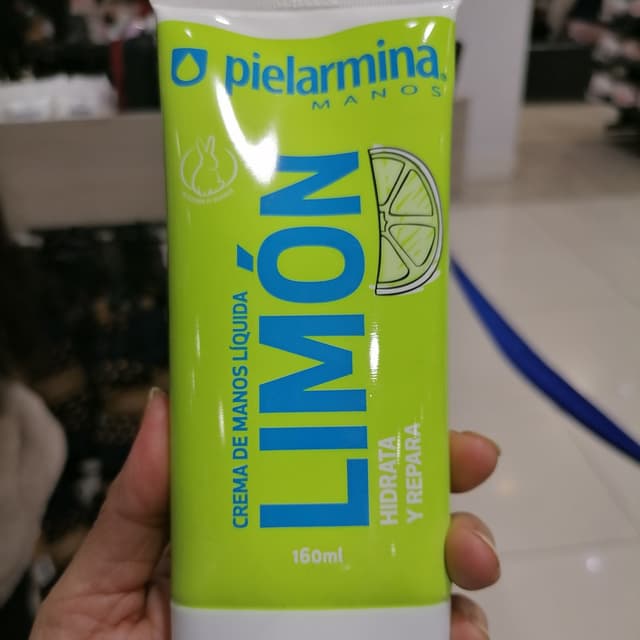 pielarmina
MANOS
CREMA DE MANOS LÍQUIDA
LIMÓN
HIDRATA
Y REPARA
160ml